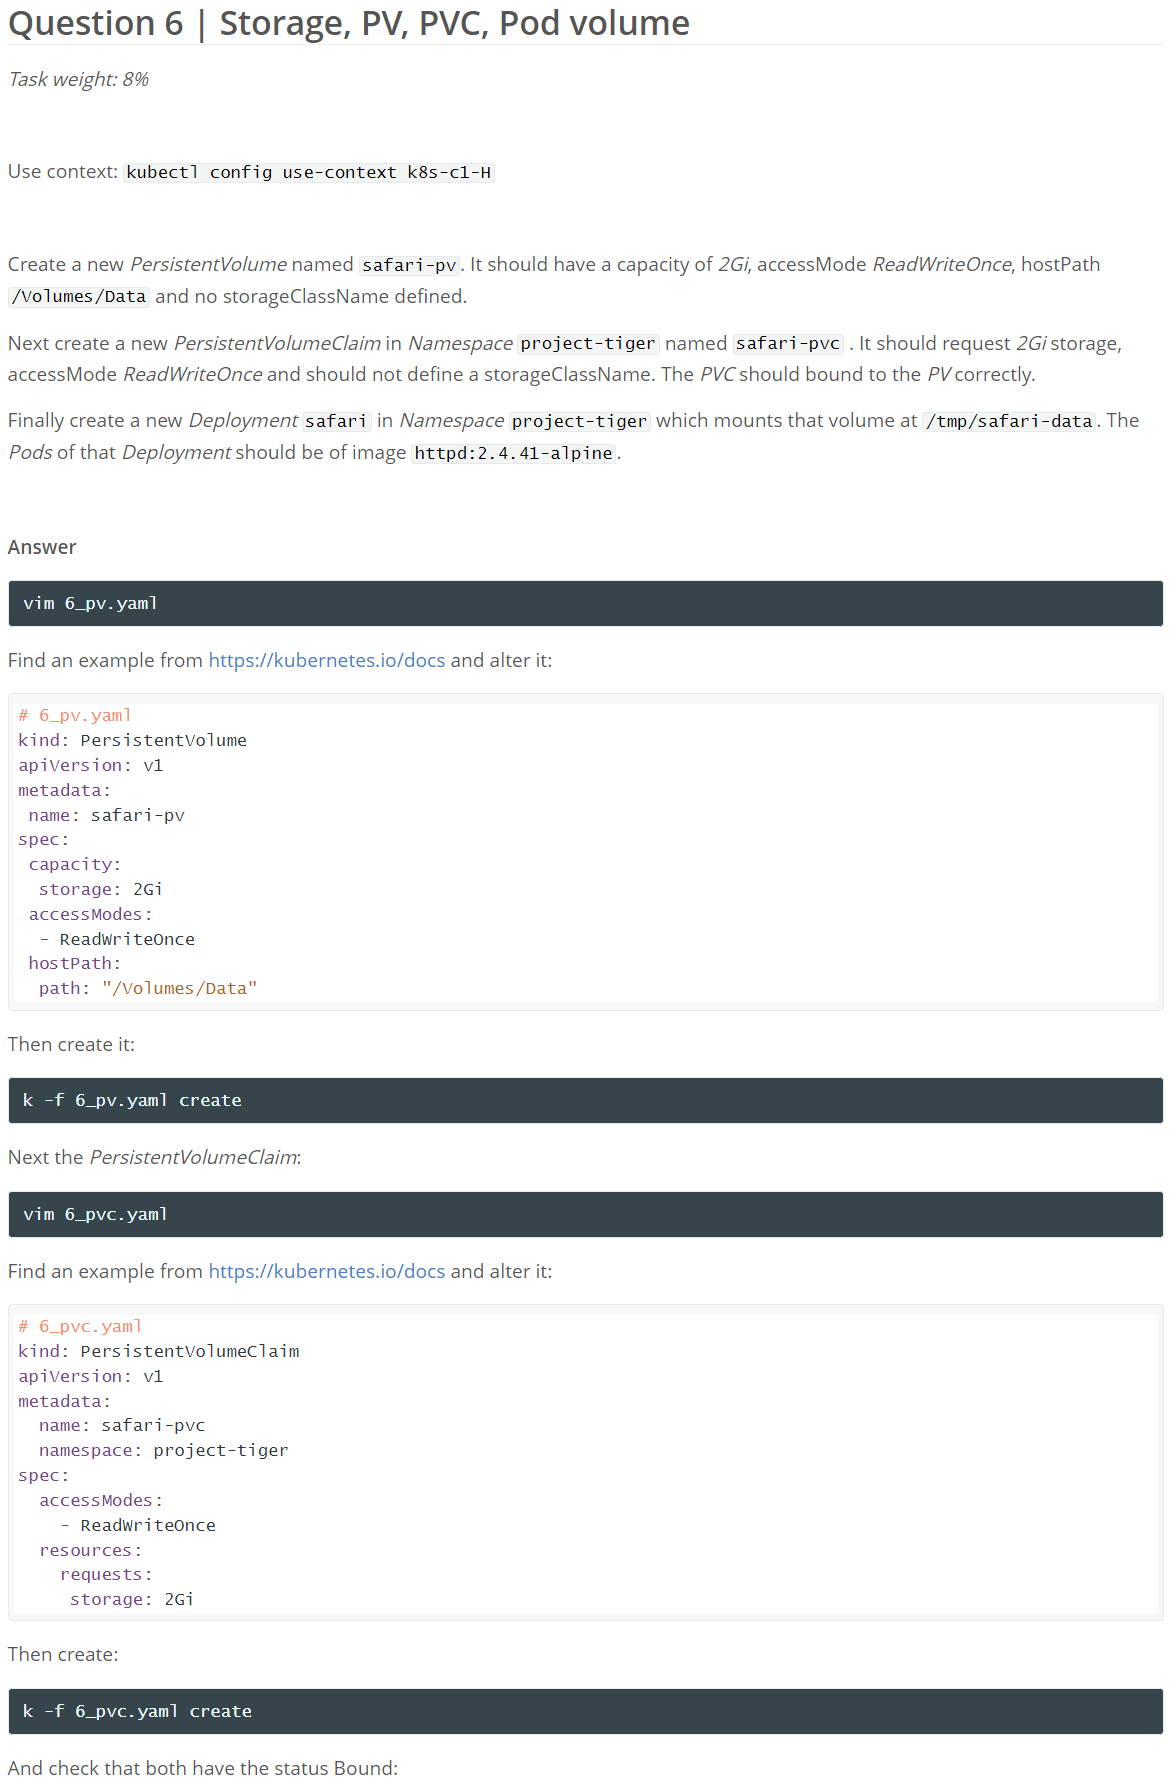 Question 6 | Storage, PV, PVC, Pod volume
Task weight: 8%
Use context: kubectl config use-context k8s-c1-H
Create a new PersistentVolume named safari-pv. It should have a capacity of 2Gi, accessMode ReadWriteOnce, hostPath
/Volumes/Data and no storageClassName defined.
Next create a new PersistentVolumeClaim in Namespace project-tiger named safari-pvc . It should request 2Gi storage,
accessMode ReadWriteOnce and should not define a storageClassName. The PVC should bound to the PV correctly.
Finally create a new Deployment safari in Namespace project-tiger which mounts that volume at /tmp/safari-data. The
Pods of that Deployment should be of image httpd:2.4.41-alpine.
Answer
vim 6_pv.yaml
Find an example from https://kubernetes.io/docs and alter it:
# 6_pv.yaml
kind: PersistentVolume
apiVersion: v1
metadata:
 name: safari-pv
spec:
 capacity:
  storage: 2Gi
 accessModes:
  - ReadWriteOnce
 hostPath:
  path: "/Volumes/Data"
Then create it:
k -f 6_pv.yaml create
Next the PersistentVolumeClaim:
vim 6_pvc.yaml
Find an example from https://kubernetes.io/docs and alter it:
# 6_pvc.yaml
kind: PersistentVolumeClaim
apiVersion: v1
metadata:
  name: safari-pvc
  namespace: project-tiger
spec:
  accessModes:
    - ReadWriteOnce
  resources:
    requests:
     storage: 2Gi
Then create:
k -f 6_pvc.yaml create
And check that both have the status Bound: